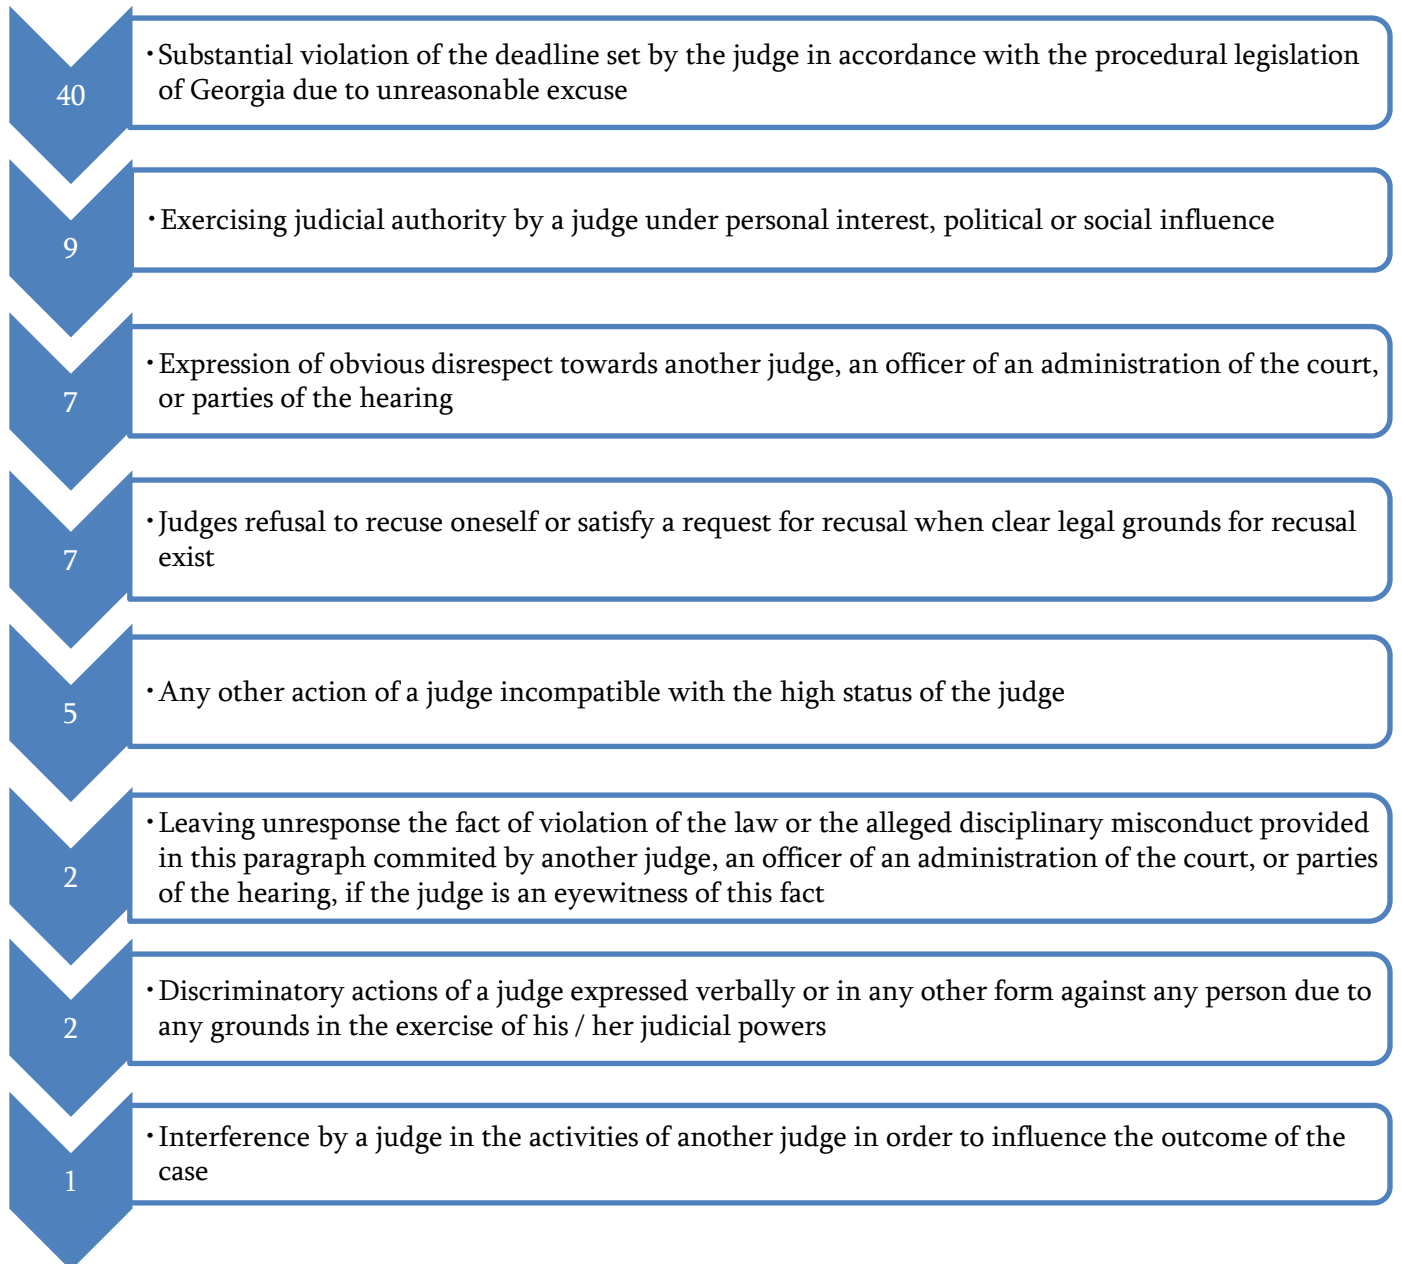 40
•Substantial violation of the deadline set by the judge in accordance with the procedural legislation
of Georgia due to unreasonable excuse
9
•Exercising judicial authority by a judge under personal interest, political or social influence
7
•Expression of obvious disrespect towards another judge, an officer of an administration of the court,
or parties of the hearing
7
•Judges refusal to recuse oneself or satisfy a request for recusal when clear legal grounds for recusal
exist
5
•Any other action of a judge incompatible with the high status of the judge
2
•Leaving unresponse the fact of violation of the law or the alleged disciplinary misconduct provided
in this paragraph commited by another judge, an officer of an administration of the court, or parties
of the hearing, if the judge is an eyewitness of this fact
2
•Discriminatory actions of a judge expressed verbally or in any other form against any person due to
any grounds in the exercise of his / her judicial powers
1
•Interference by a judge in the activities of another judge in order to influence the outcome of the
case